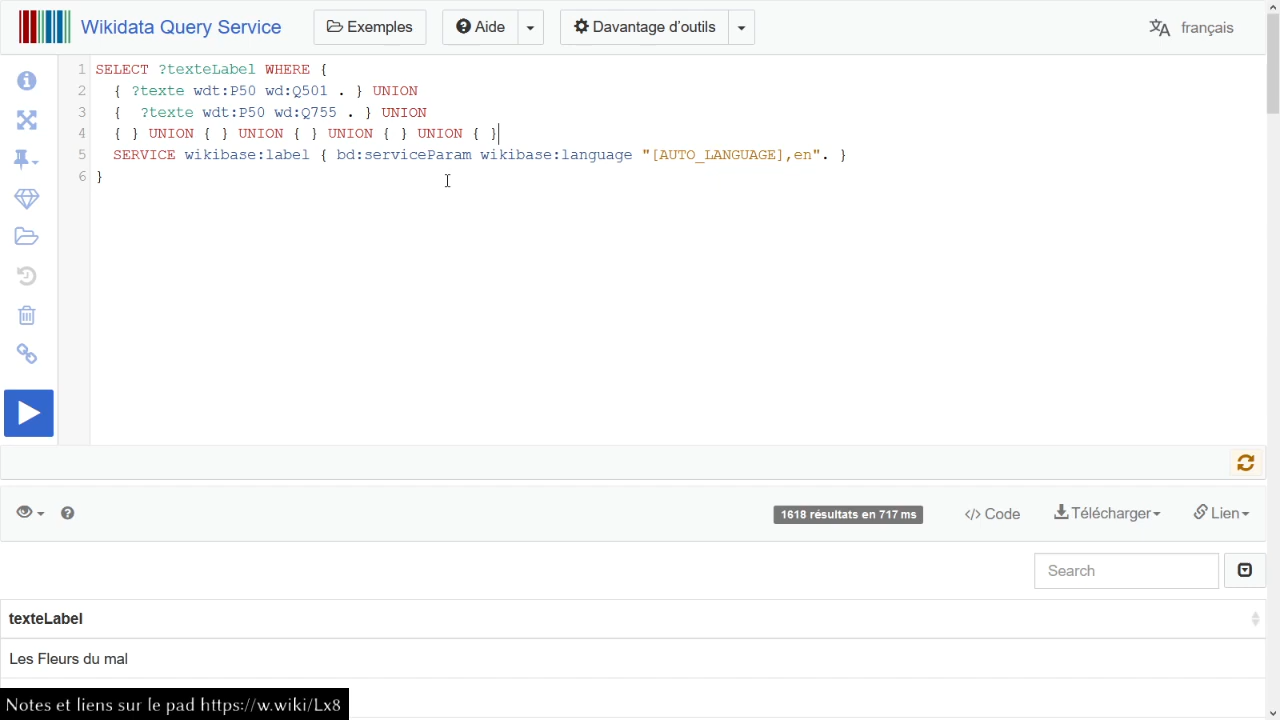 Wikidata Query Service
Exemples
Aide
Davantage d'outils
français
1 SELECT ?texteLabel WHERE {
2 { ?texte wdt:P50 wd:Q501 . } UNION
3 { ?texte wdt:P50 wd:Q755 . } UNION
4 { } UNION { } UNION { } UNION { } UNION { }
5 SERVICE wikibase:label { bd:serviceParam wikibase:language "[AUTO_LANGUAGE],en". }
6 }
1618 résultats en 717 ms
</> Code
Télécharger
Lien
Search
texteLabel
Les Fleurs du mal
Notes et liens sur le pad https://w.wiki/Lx8